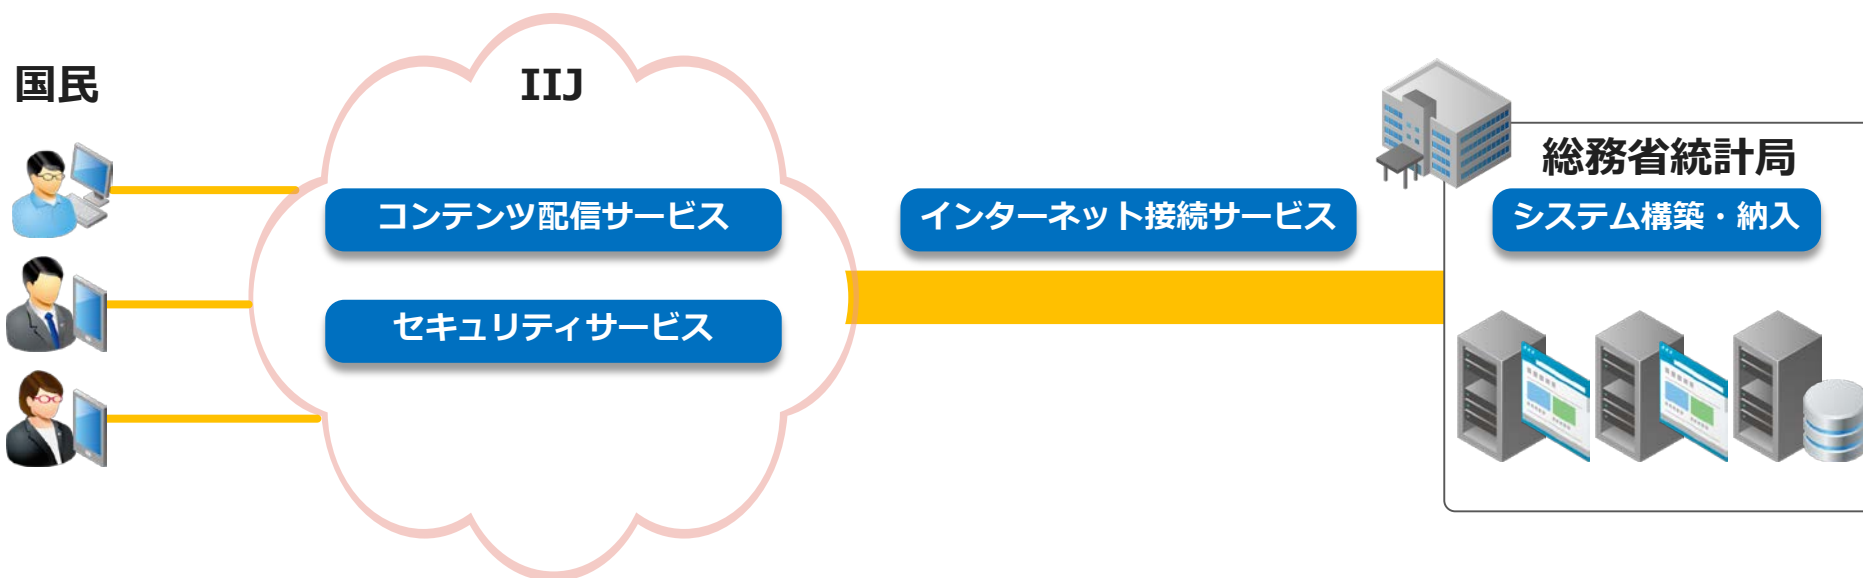 国民
IIJ
総務省統計局
コンテンツ配信サービス
インターネット接続サービス
システム構築・納入
セキュリティサービス